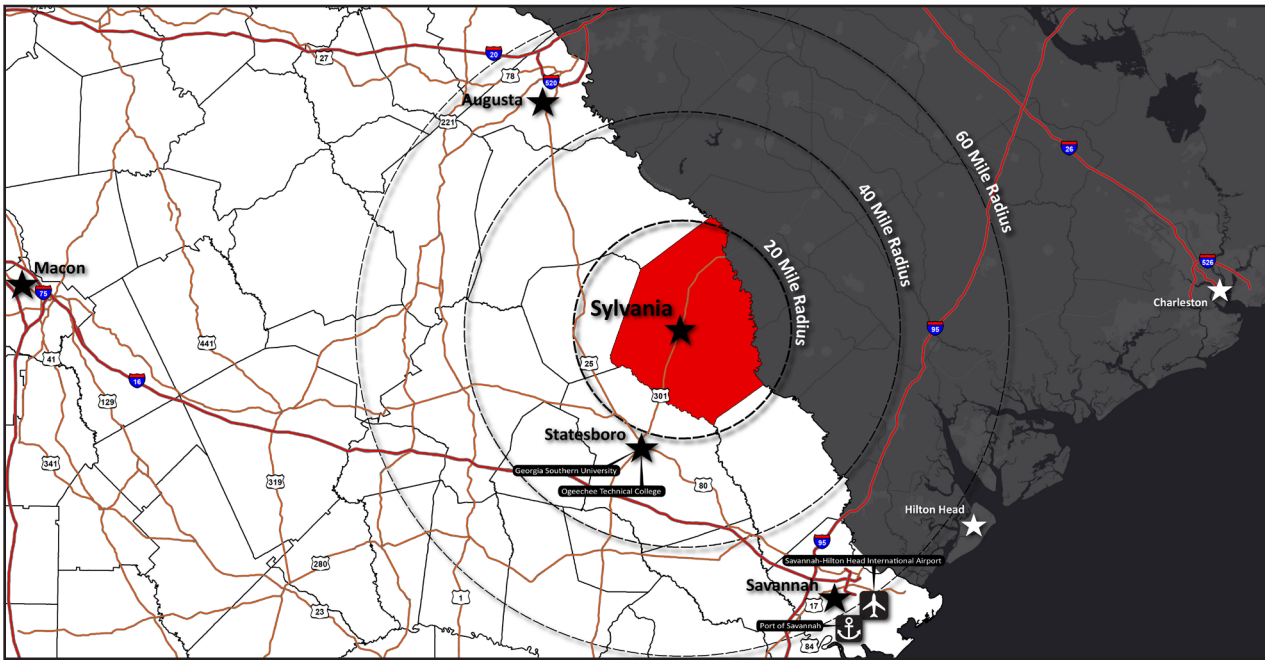 20
27
78
520
Augusta
221
60 Mile Radius
26
40 Mile Radius
20 Mile Radius
526
Macon
75
Charleston
Sylvania
95
441
41
25
16
301
129
Statesboro
341
Georgia Southern University
319
80
Ogeechee Technical College
Hilton Head
95
280
Savannah-Hilton Head International Airport
Savannah
1
17
23
Port of Savannah
84